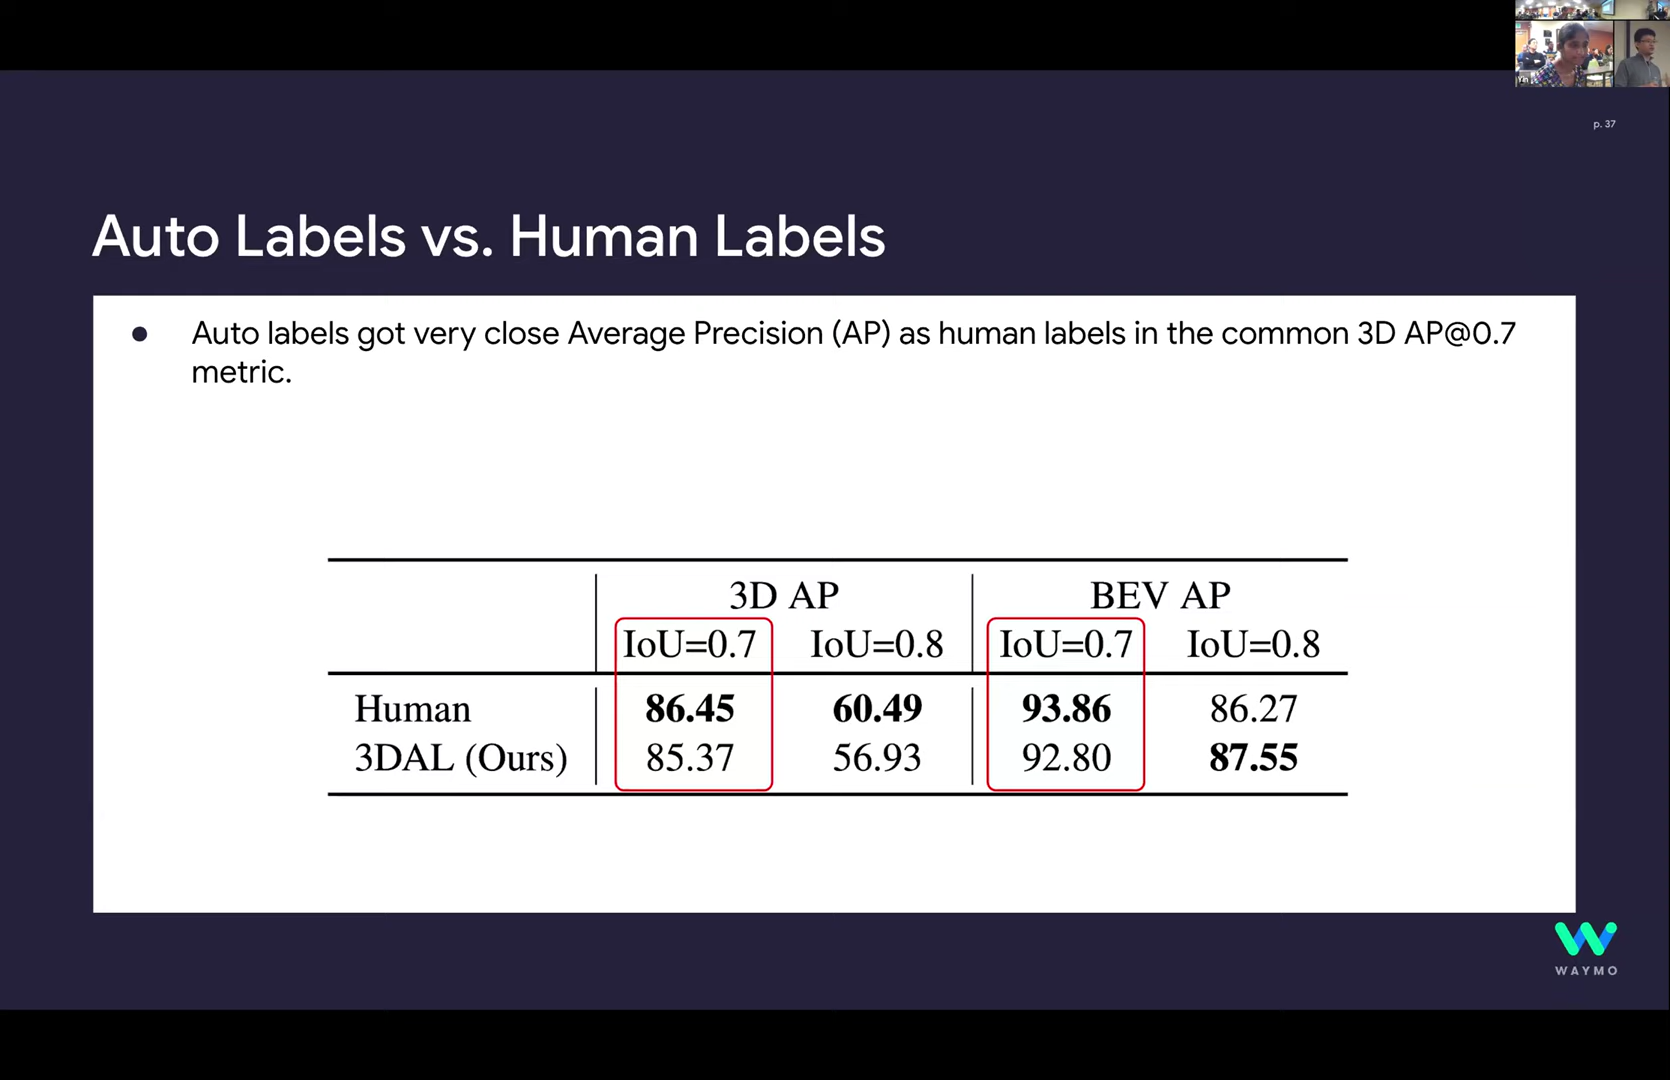 p. 37
Auto Labels vs. Human Labels
● Auto labels got very close Average Precision (AP) as human labels in the common 3D AP@0.7
metric.
3D AP BEV AP
IoU=0.7 IoU=0.8 IoU=0.7 IoU=0.8
Human 86.45 60.49 93.86 86.27
3DAL (Ours) 85.37 56.93 92.80 87.55
WAYMO